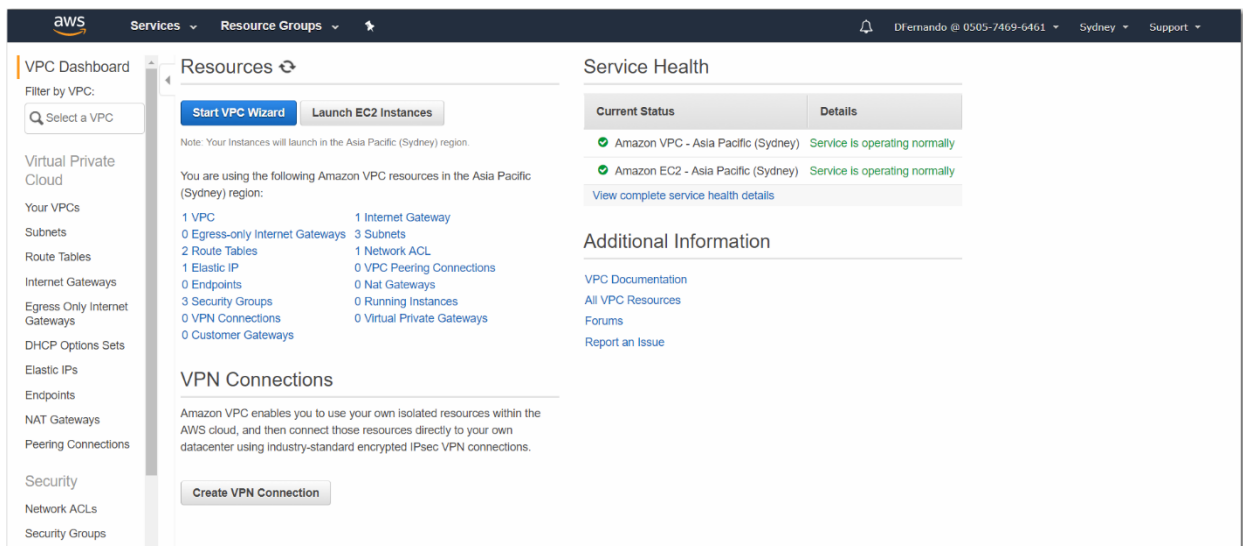 aws Services Resource Groups DFernando @ 0505-7469-6461 Sydney Support
VPC Dashboard
Filter by VPC:
Select a VPC
Virtual Private
Cloud
Your VPCs
Subnets
Route Tables
Internet Gateways
Egress Only Internet
Gateways
DHCP Options Sets
Elastic IPs
Endpoints
NAT Gateways
Peering Connections
Security
Network ACLs
Security Groups
Resources
Start VPC Wizard Launch EC2 Instances
Note: Your Instances will launch in the Asia Pacific (Sydney) region.
You are using the following Amazon VPC resources in the Asia Pacific
(Sydney) region:
1 VPC 1 Internet Gateway
0 Egress-only Internet Gateways 3 Subnets
2 Route Tables 1 Network ACL
1 Elastic IP 0 VPC Peering Connections
0 Endpoints 0 Nat Gateways
3 Security Groups 0 Running Instances
0 VPN Connections 0 Virtual Private Gateways
0 Customer Gateways
VPN Connections
Amazon VPC enables you to use your own isolated resources within the
AWS cloud, and then connect those resources directly to your own
datacenter using industry-standard encrypted IPsec VPN connections.
Create VPN Connection
Service Health
Current Status Details
Amazon VPC - Asia Pacific (Sydney) Service is operating normally
Amazon EC2 - Asia Pacific (Sydney) Service is operating normally
View complete service health details
Additional Information
VPC Documentation
All VPC Resources
Forums
Report an Issue